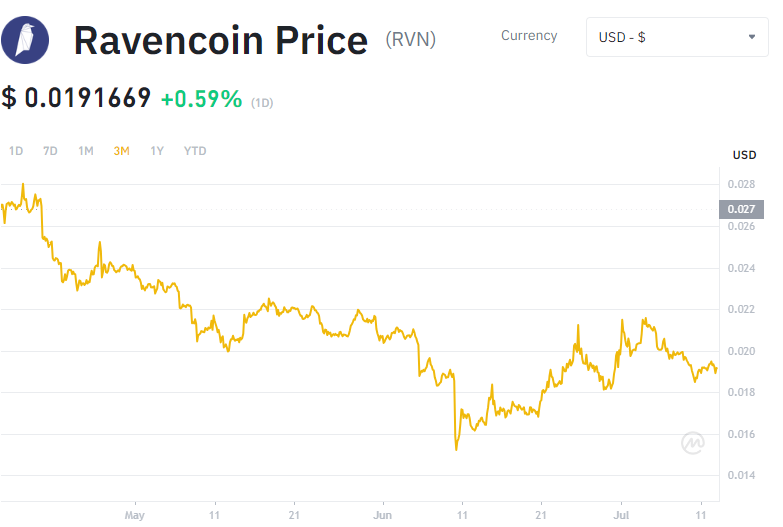 Ravencoin Price (RVN)
Currency
USD - $
$ 0.0191669 +0.59% (1D)
1D 7D 1M 3M 1Y YTD
USD
0.028
0.027
0.026
0.024
0.022
0.020
0.018
0.016
0.014
May 11 21 Jun 11 21 Jul 11